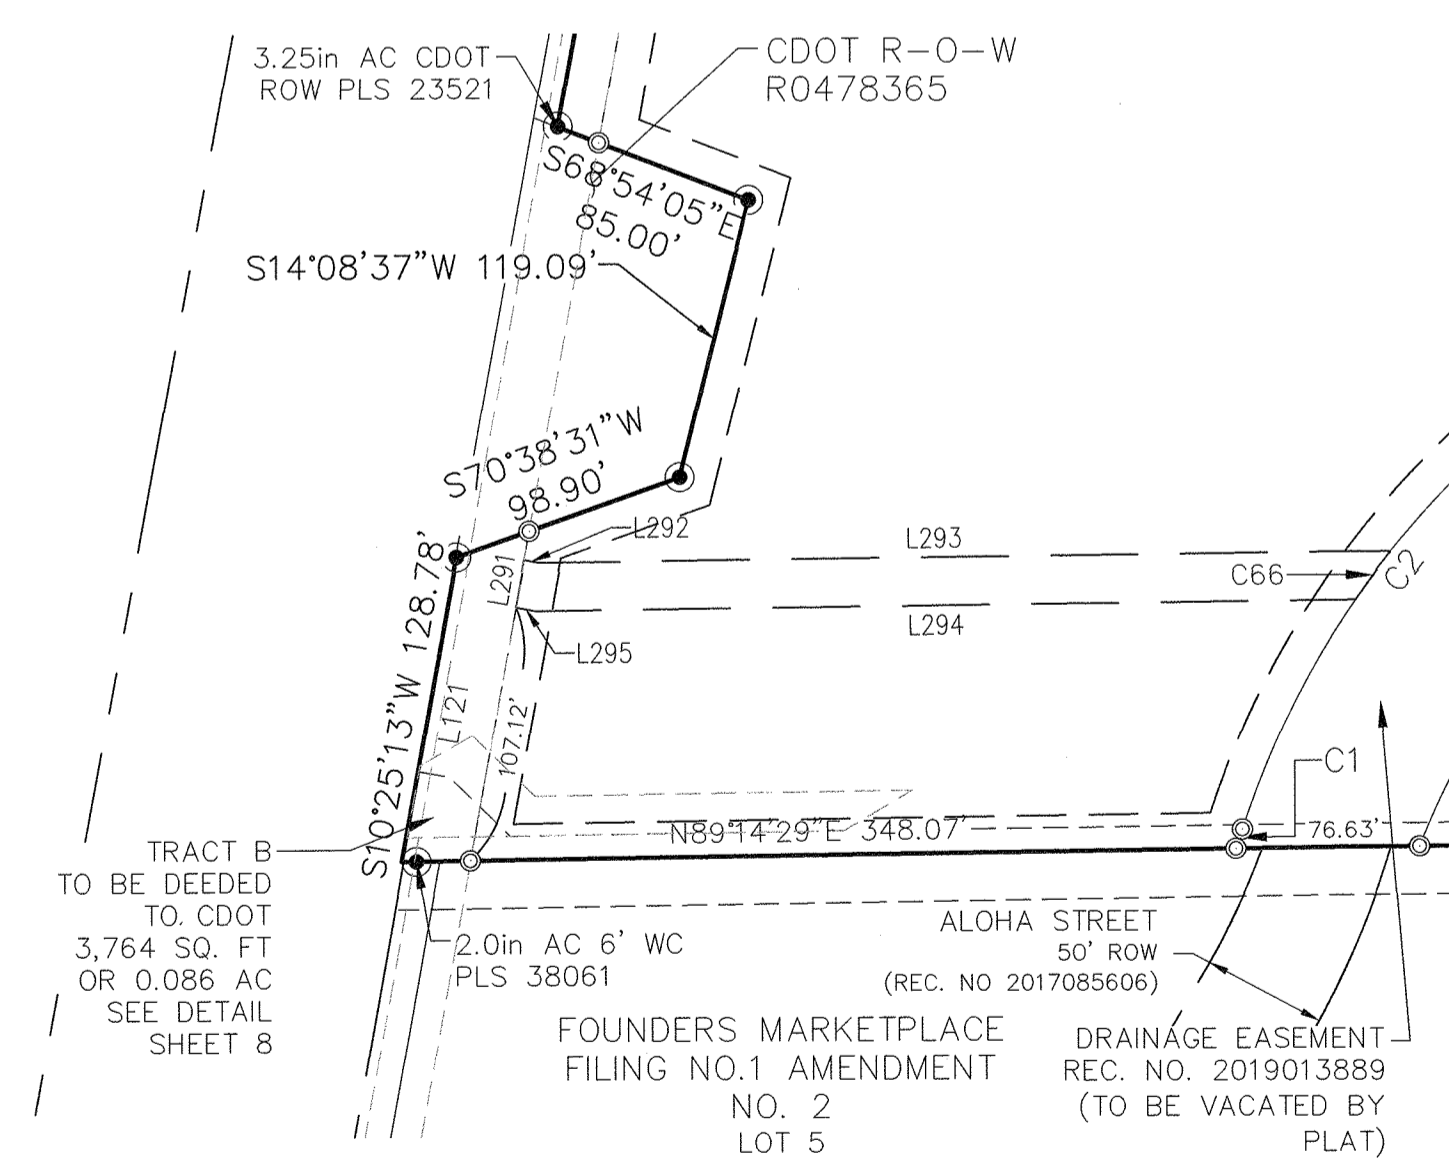 3.25in AC CDOT
ROW PLS 23521
CDOT R-O-W
R0478365
S68°54'05"E
85.00'
S14°08'37"W 119.09'
S70°38'31"W
98.90'
L292
L293
L291
C66
C2
L294
L295
S10°25'13"W 128.78'
L121
107.12'
C1
N89°14'29"E 348.07'
76.63'
TRACT B
TO BE DEEDED
TO. CDOT
3,764 SQ. FT
OR 0.086 AC
SEE DETAIL
SHEET 8
2.0in AC 6' WC
PLS 38061
ALOHA STREET
50' ROW
(REC. NO 2017085606)
FOUNDERS MARKETPLACE
FILING NO.1 AMENDMENT
NO. 2
LOT 5
DRAINAGE EASEMENT
REC. NO. 2019013889
(TO BE VACATED BY
PLAT)